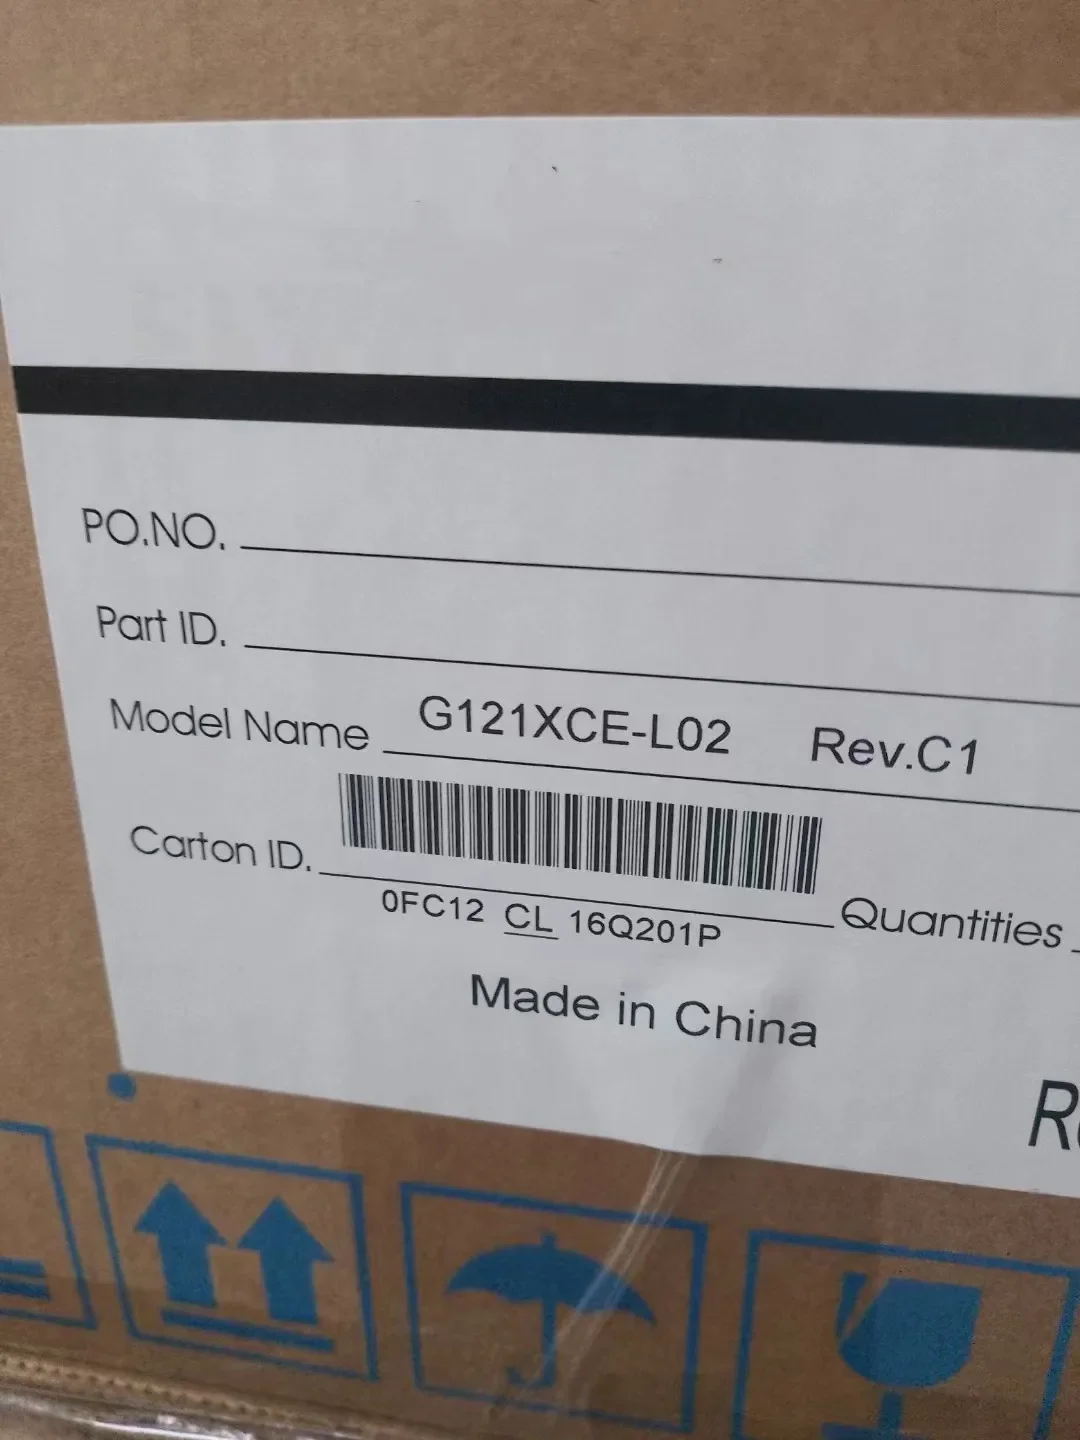 PO.NO.
Part ID.
Model Name G121XCE-L02 Rev.C1
Carton ID. Quantities
0FC12 CL 16Q201P
Made in China